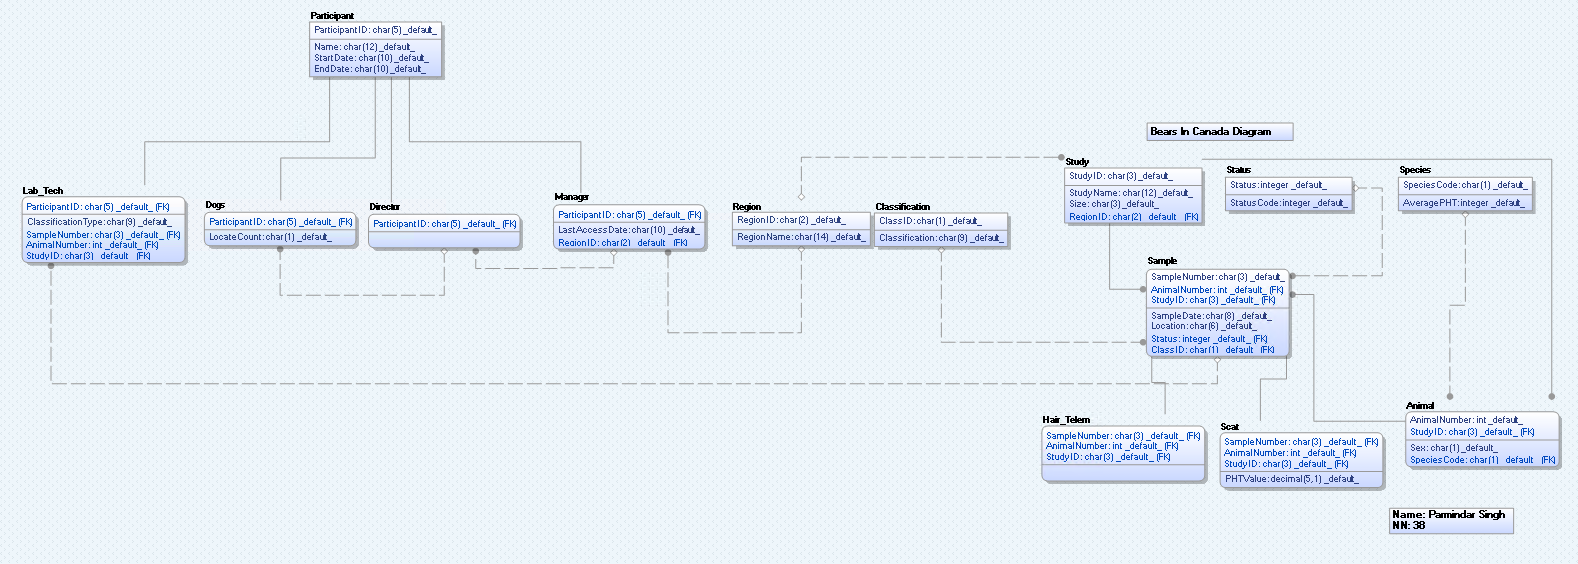 Participant
ParticipantID: char(5) _default_
Name: char(12) _default_
StartDate: char(10) _default_
EndDate: char(10) _default_
Bears In Canada Diagram
Lab_Tech
ParticipantID: char(5) _default_ (FK)
ClassificationType: char(9) _default_
SampleNumber: char(3) _default_ (FK)
AnimalNumber: int _default_ (FK)
StudyID: char(3) _default_ (FK)
Dogs
ParticipantID: char(5) _default_ (FK)
LocateCount: char(1) _default_
Director
ParticipantID: char(5) _default_ (FK)
Manager
ParticipantID: char(5) _default_ (FK)
LastAccessDate: char(10) _default_
RegionID: char(2) _default_ (FK)
Region
RegionID: char(2) _default_
RegionName: char(14) _default_
Classification
ClassID: char(1) _default_
Classification: char(9) _default_
Study
StudyID: char(3) _default_
StudyName: char(12) _default_
Size: char(3) _default_
RegionID: char(2) _default_ (FK)
Status
Status: integer _default_
StatusCode: integer _default_
Species
SpeciesCode: char(1) _default_
AveragePHT: integer _default_
Sample
SampleNumber: char(3) _default_
AnimalNumber: int _default_ (FK)
StudyID: char(3) _default_ (FK)
SampleDate: char(8) _default_
Location: char(6) _default_
Status: integer _default_ (FK)
ClassID: char(1) _default_ (FK)
Hair_Telem
SampleNumber: char(3) _default_ (FK)
AnimalNumber: int _default_ (FK)
StudyID: char(3) _default_ (FK)
Scat
SampleNumber: char(3) _default_ (FK)
AnimalNumber: int _default_ (FK)
StudyID: char(3) _default_ (FK)
PHTValue: decimal(5,1) _default_
Animal
AnimalNumber: int _default_
StudyID: char(3) _default_ (FK)
Sex: char(1) _default_
SpeciesCode: char(1) _default_ (FK)
Name: Parmindar Singh
NN: 38